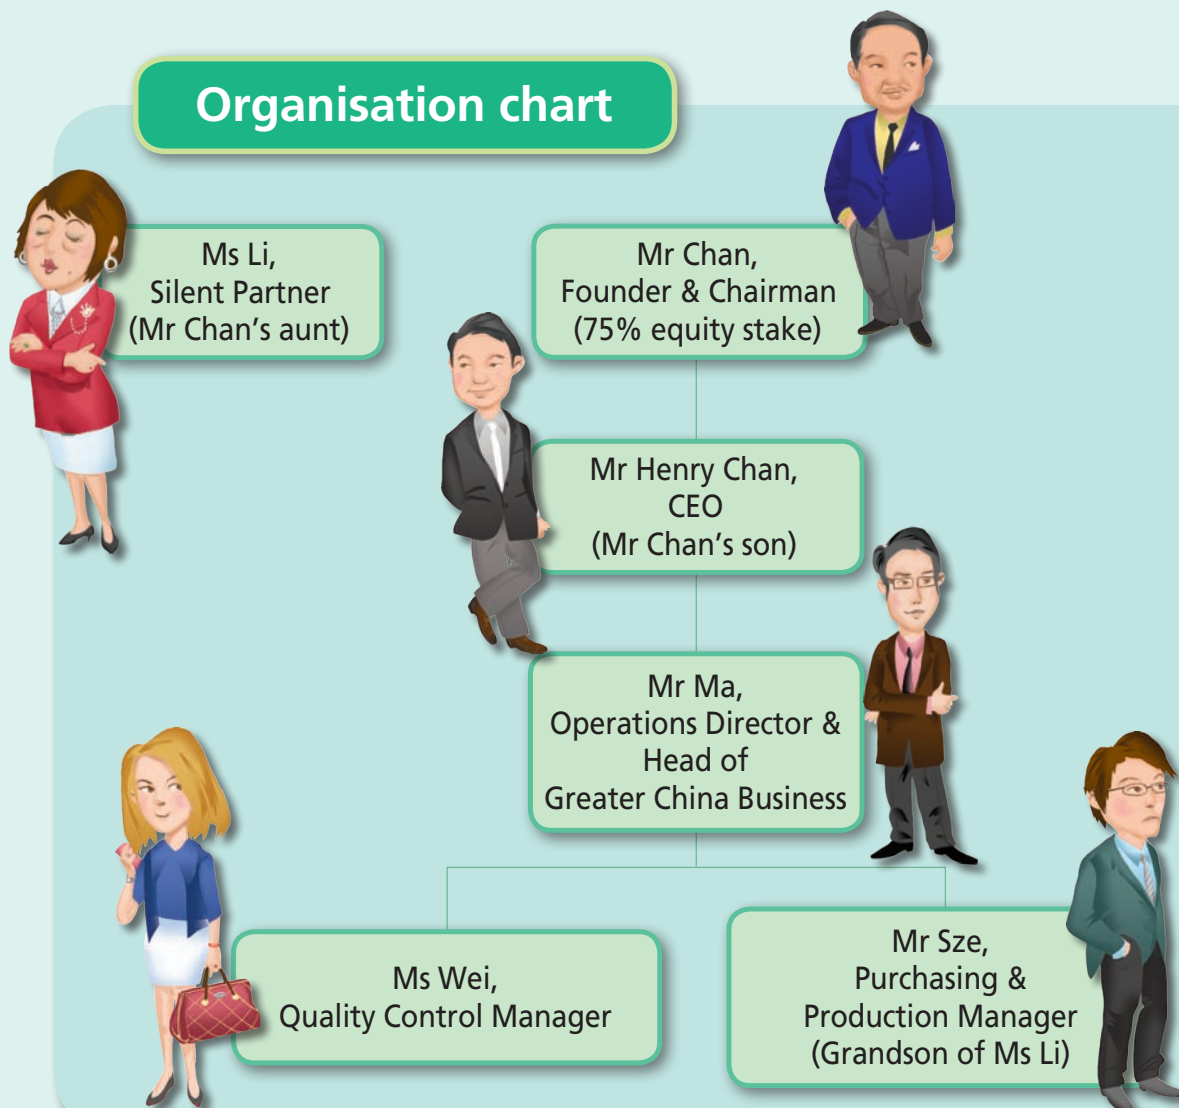 Organisation chart
Ms Li,
Silent Partner
(Mr Chan’s aunt)
Mr Chan,
Founder & Chairman
(75% equity stake)
Mr Henry Chan,
CEO
(Mr Chan’s son)
Mr Ma,
Operations Director &
Head of
Greater China Business
Ms Wei,
Quality Control Manager
Mr Sze,
Purchasing &
Production Manager
(Grandson of Ms Li)